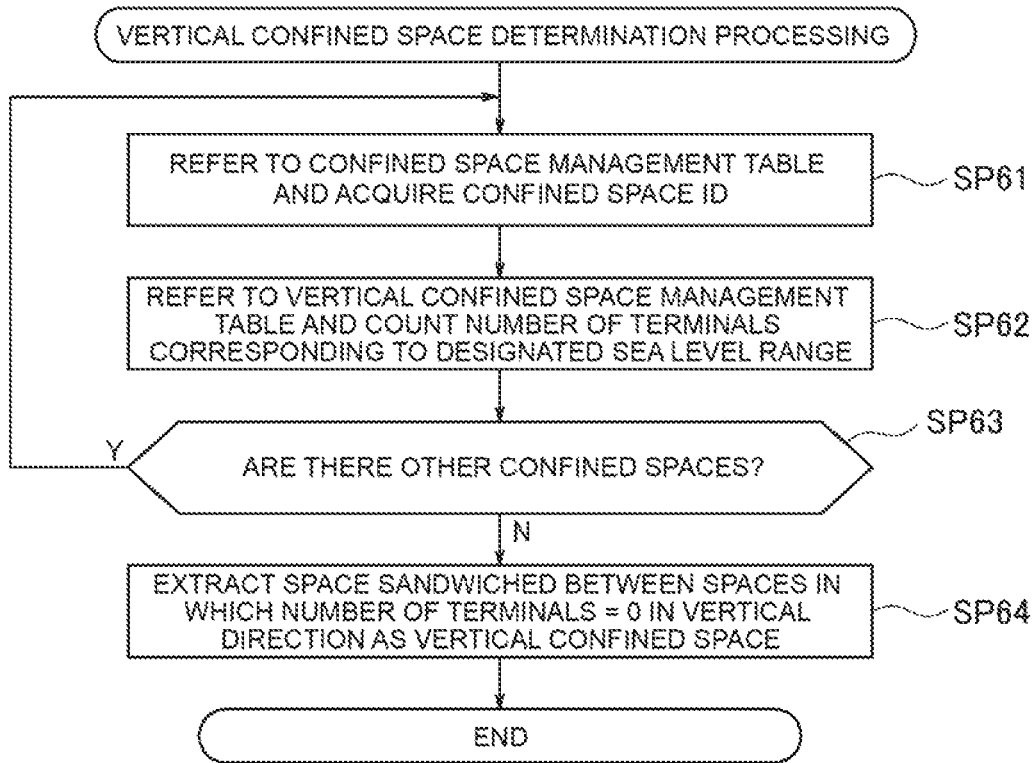 VERTICAL CONFINED SPACE DETERMINATION PROCESSING
REFER TO CONFINED SPACE MANAGEMENT TABLE
AND ACQUIRE CONFINED SPACE ID
SP61
REFER TO VERTICAL CONFINED SPACE MANAGEMENT
TABLE AND COUNT NUMBER OF TERMINALS
CORRESPONDING TO DESIGNATED SEA LEVEL RANGE
SP62
SP63
Y
ARE THERE OTHER CONFINED SPACES?
N
EXTRACT SPACE SANDWICHED BETWEEN SPACES IN
WHICH NUMBER OF TERMINALS = 0 IN VERTICAL
DIRECTION AS VERTICAL CONFINED SPACE
SP64
END